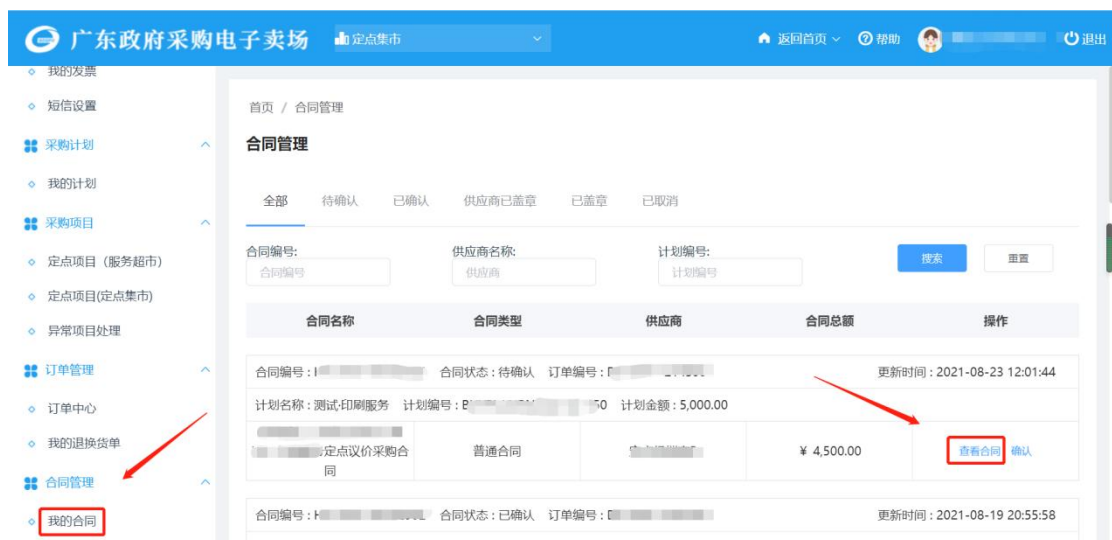 广东政府采购电子卖场 定点集市 返回首页 帮助 退出
我的发票
短信设置
采购计划
我的计划
采购项目
定点项目（服务超市）
定点项目(定点集市)
异常项目处理
订单管理
订单中心
我的退换货单
合同管理
我的合同
首页 / 合同管理
合同管理
全部 待确认 已确认 供应商已盖章 已盖章 已取消
合同编号: 供应商名称: 计划编号:
合同编号 供应商 计划编号 搜索 重置
合同名称 合同类型 供应商 合同总额 操作
合同编号： 合同状态：待确认 订单编号： 更新时间：2021-08-23 12:01:44
计划名称：测试-印刷服务 计划编号： 计划金额：5,000.00
定点议价采购合同 普通合同 ¥ 4,500.00 查看合同 确认
合同编号： 合同状态：已确认 订单编号： 更新时间：2021-08-19 20:55:58